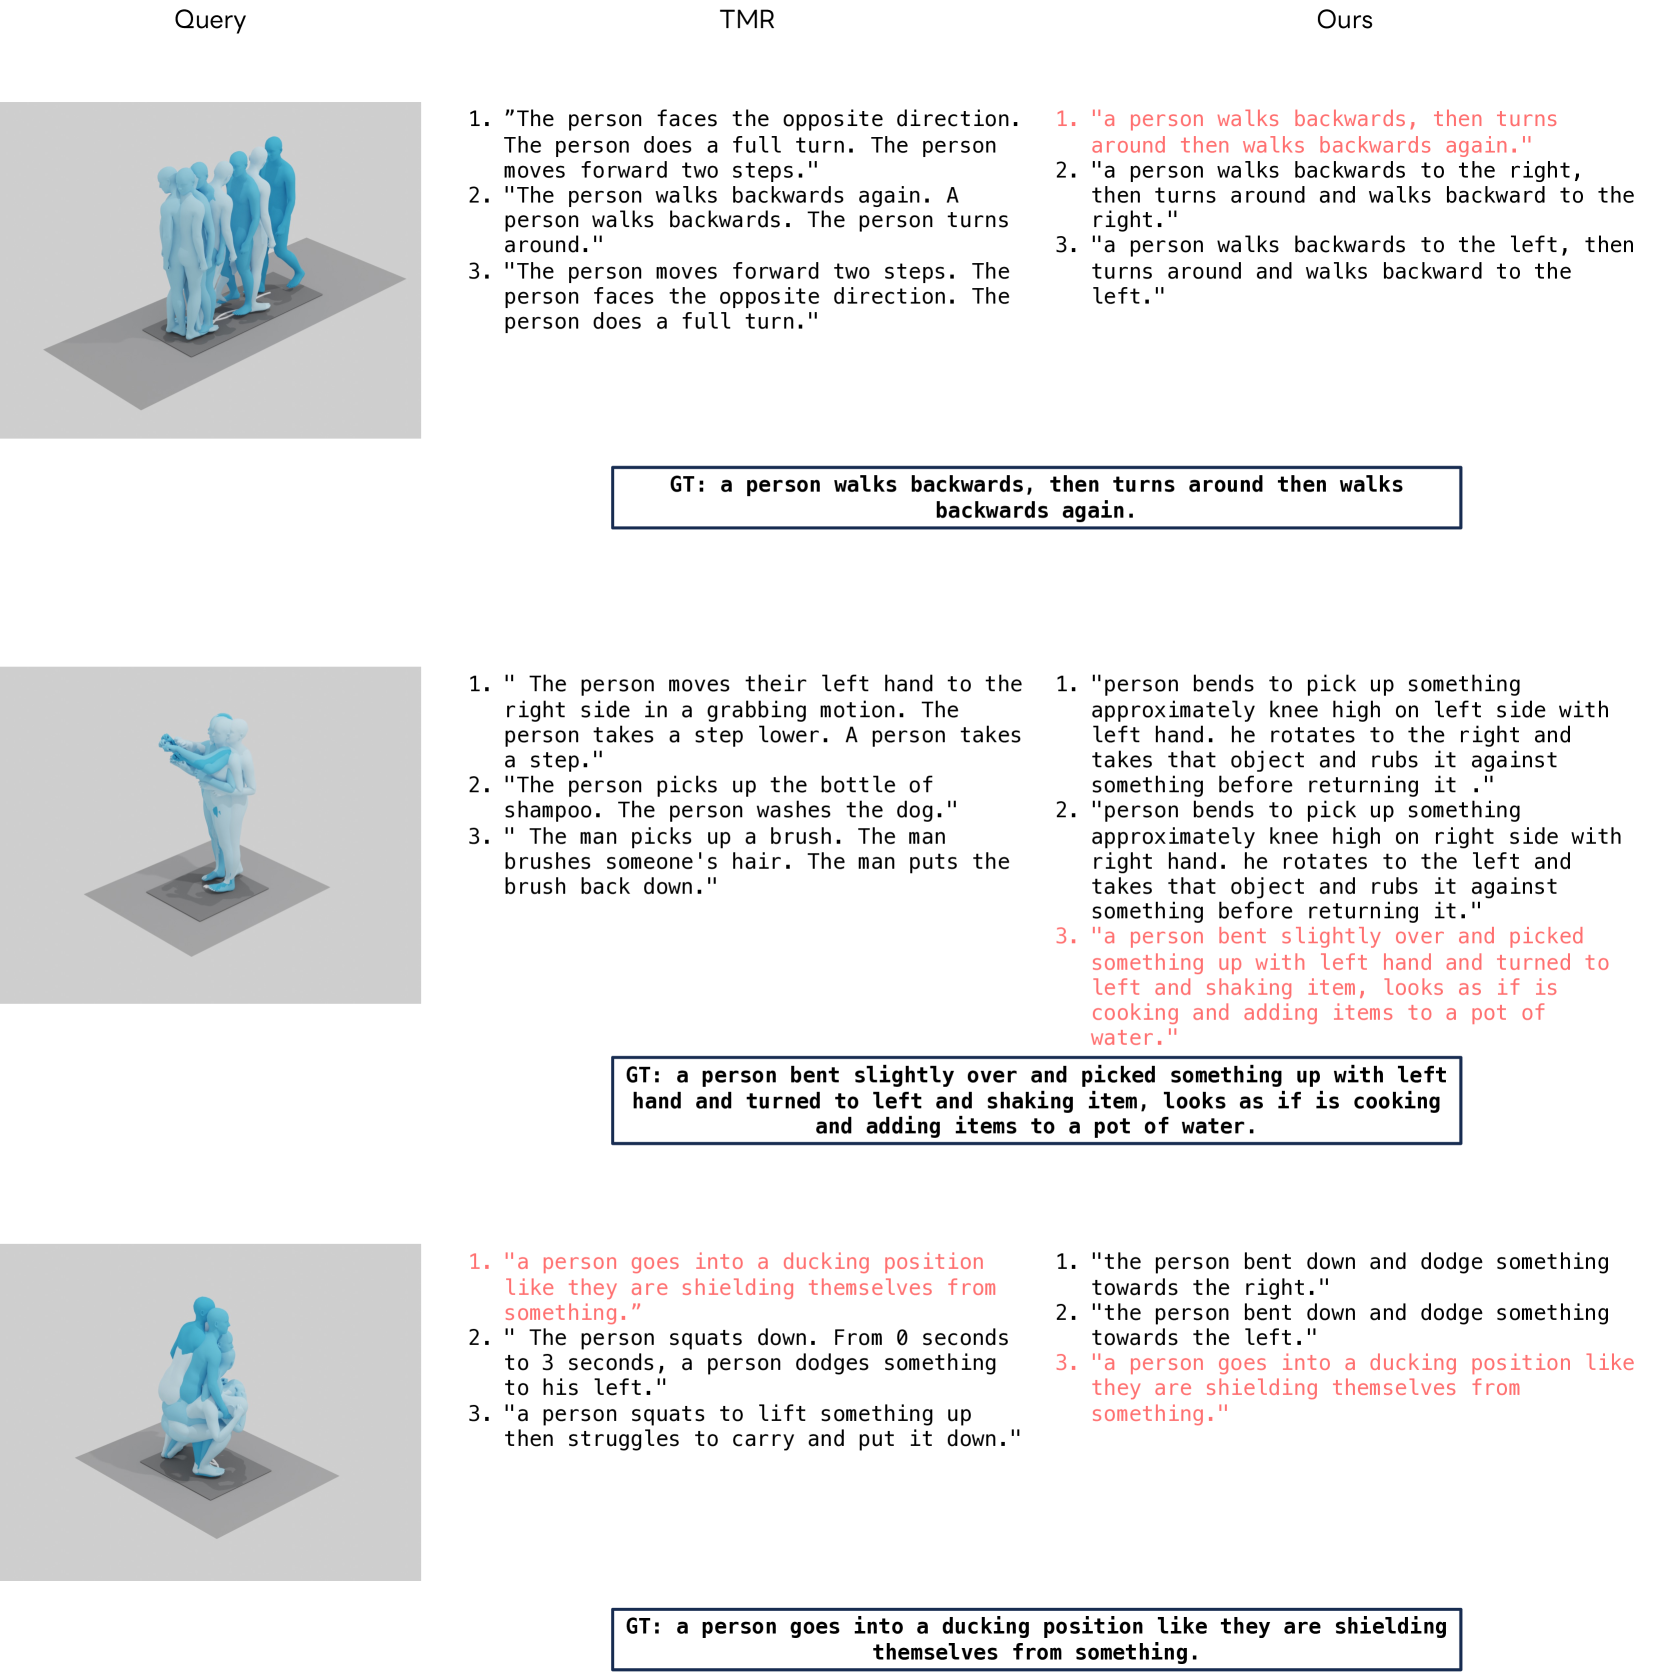 Query
TMR
Ours
1. ”The person faces the opposite direction.
The person does a full turn. The person
moves forward two steps."
2. "The person walks backwards again. A
person walks backwards. The person turns
around."
3. "The person moves forward two steps. The
person faces the opposite direction. The
person does a full turn."
1. "a person walks backwards, then turns
around then walks backwards again."
2. "a person walks backwards to the right,
then turns around and walks backward to the
right."
3. "a person walks backwards to the left, then
turns around and walks backward to the
left."
GT: a person walks backwards, then turns around then walks
backwards again.
1. " The person moves their left hand to the
right side in a grabbing motion. The
person takes a step lower. A person takes
a step."
2. "The person picks up the bottle of
shampoo. The person washes the dog."
3. " The man picks up a brush. The man
brushes someone's hair. The man puts the
brush back down."
1. "person bends to pick up something
approximately knee high on left side with
left hand. he rotates to the right and
takes that object and rubs it against
something before returning it ."
2. "person bends to pick up something
approximately knee high on right side with
right hand. he rotates to the left and
takes that object and rubs it against
something before returning it."
3. "a person bent slightly over and picked
something up with left hand and turned to
left and shaking item, looks as if is
cooking and adding items to a pot of
water."
GT: a person bent slightly over and picked something up with left
hand and turned to left and shaking item, looks as if is cooking
and adding items to a pot of water.
1. "a person goes into a ducking position
like they are shielding themselves from
something.”
2. " The person squats down. From 0 seconds
to 3 seconds, a person dodges something
to his left."
3. "a person squats to lift something up
then struggles to carry and put it down."
1. "the person bent down and dodge something
towards the right."
2. "the person bent down and dodge something
towards the left."
3. "a person goes into a ducking position like
they are shielding themselves from
something."
GT: a person goes into a ducking position like they are shielding
themselves from something.